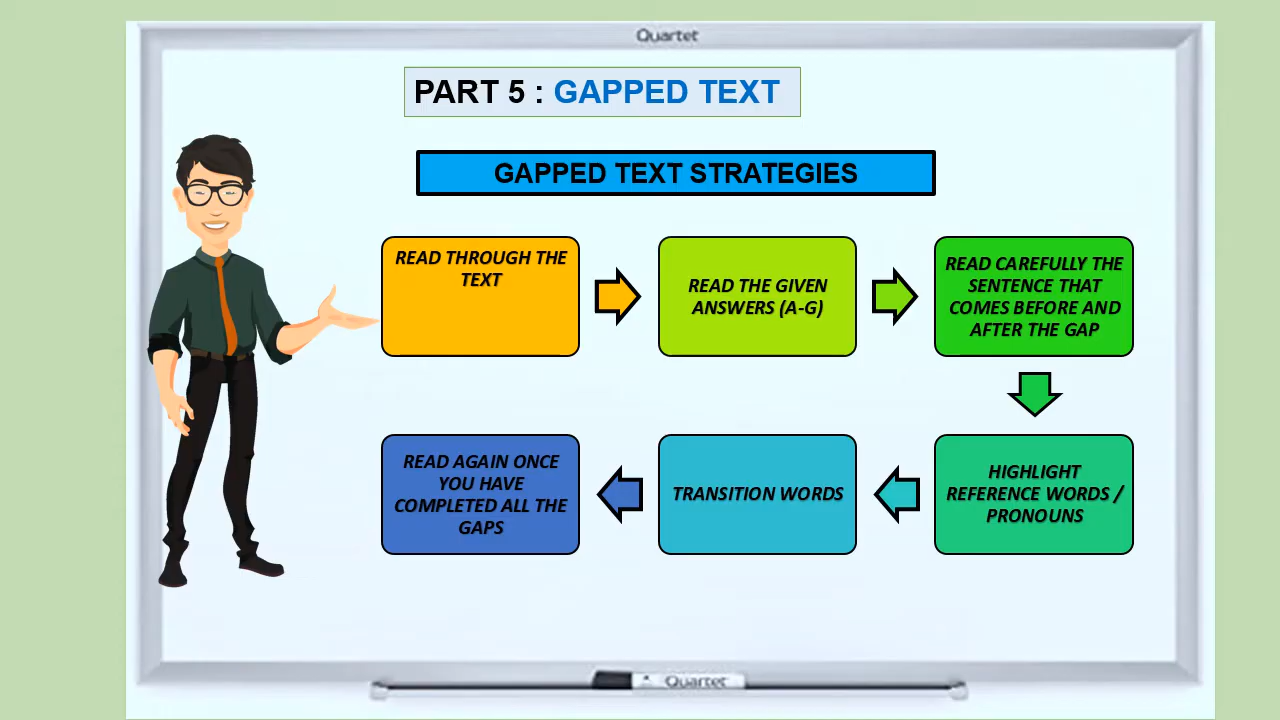 Quartet
PART 5 : GAPPED TEXT
GAPPED TEXT STRATEGIES
READ THROUGH THE
TEXT
READ THE GIVEN
ANSWERS (A-G)
READ CAREFULLY THE
SENTENCE THAT
COMES BEFORE AND
AFTER THE GAP
HIGHLIGHT
REFERENCE WORDS /
PRONOUNS
TRANSITION WORDS
READ AGAIN ONCE
YOU HAVE
COMPLETED ALL THE
GAPS
Quartet